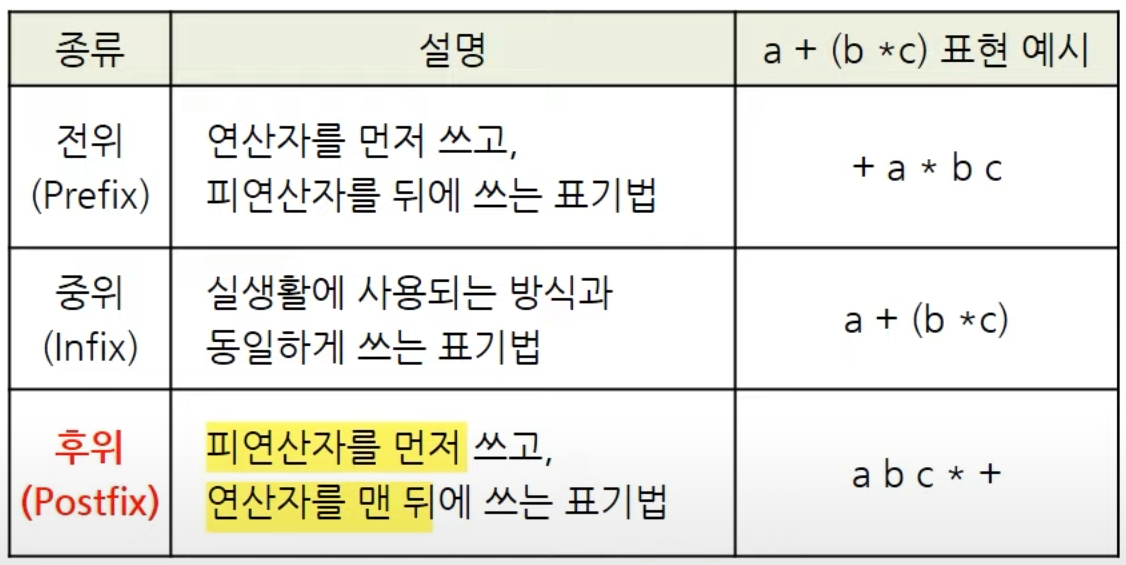 종류
설명
a + (b *c) 표현 예시
전위
(Prefix)
연산자를 먼저 쓰고,
피연산자를 뒤에 쓰는 표기법
+ a * b c
중위
(Infix)
실생활에 사용되는 방식과
동일하게 쓰는 표기법
a + (b *c)
후위
(Postfix)
피연산자를 먼저 쓰고,
연산자를 맨 뒤에 쓰는 표기법
a b c * +